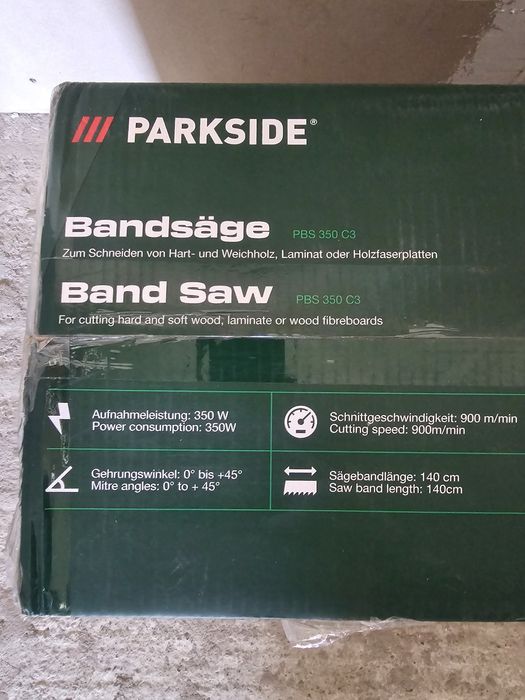 /// PARKSIDE®
Bandsäge PBS 350 C3
Zum Schneiden von Hart- und Weichholz, Laminat oder Holzfaserplatten
Band Saw PBS 350 C3
For cutting hard and soft wood, laminate or wood fibreboards
Aufnahmeleistung: 350 W
Power consumption: 350W
Schnittgeschwindigkeit: 900 m/min
Cutting speed: 900m/min
Gehrungswinkel: 0° bis +45°
Mitre angles: 0° to + 45°
Sägebandlänge: 140 cm
Saw band length: 140cm